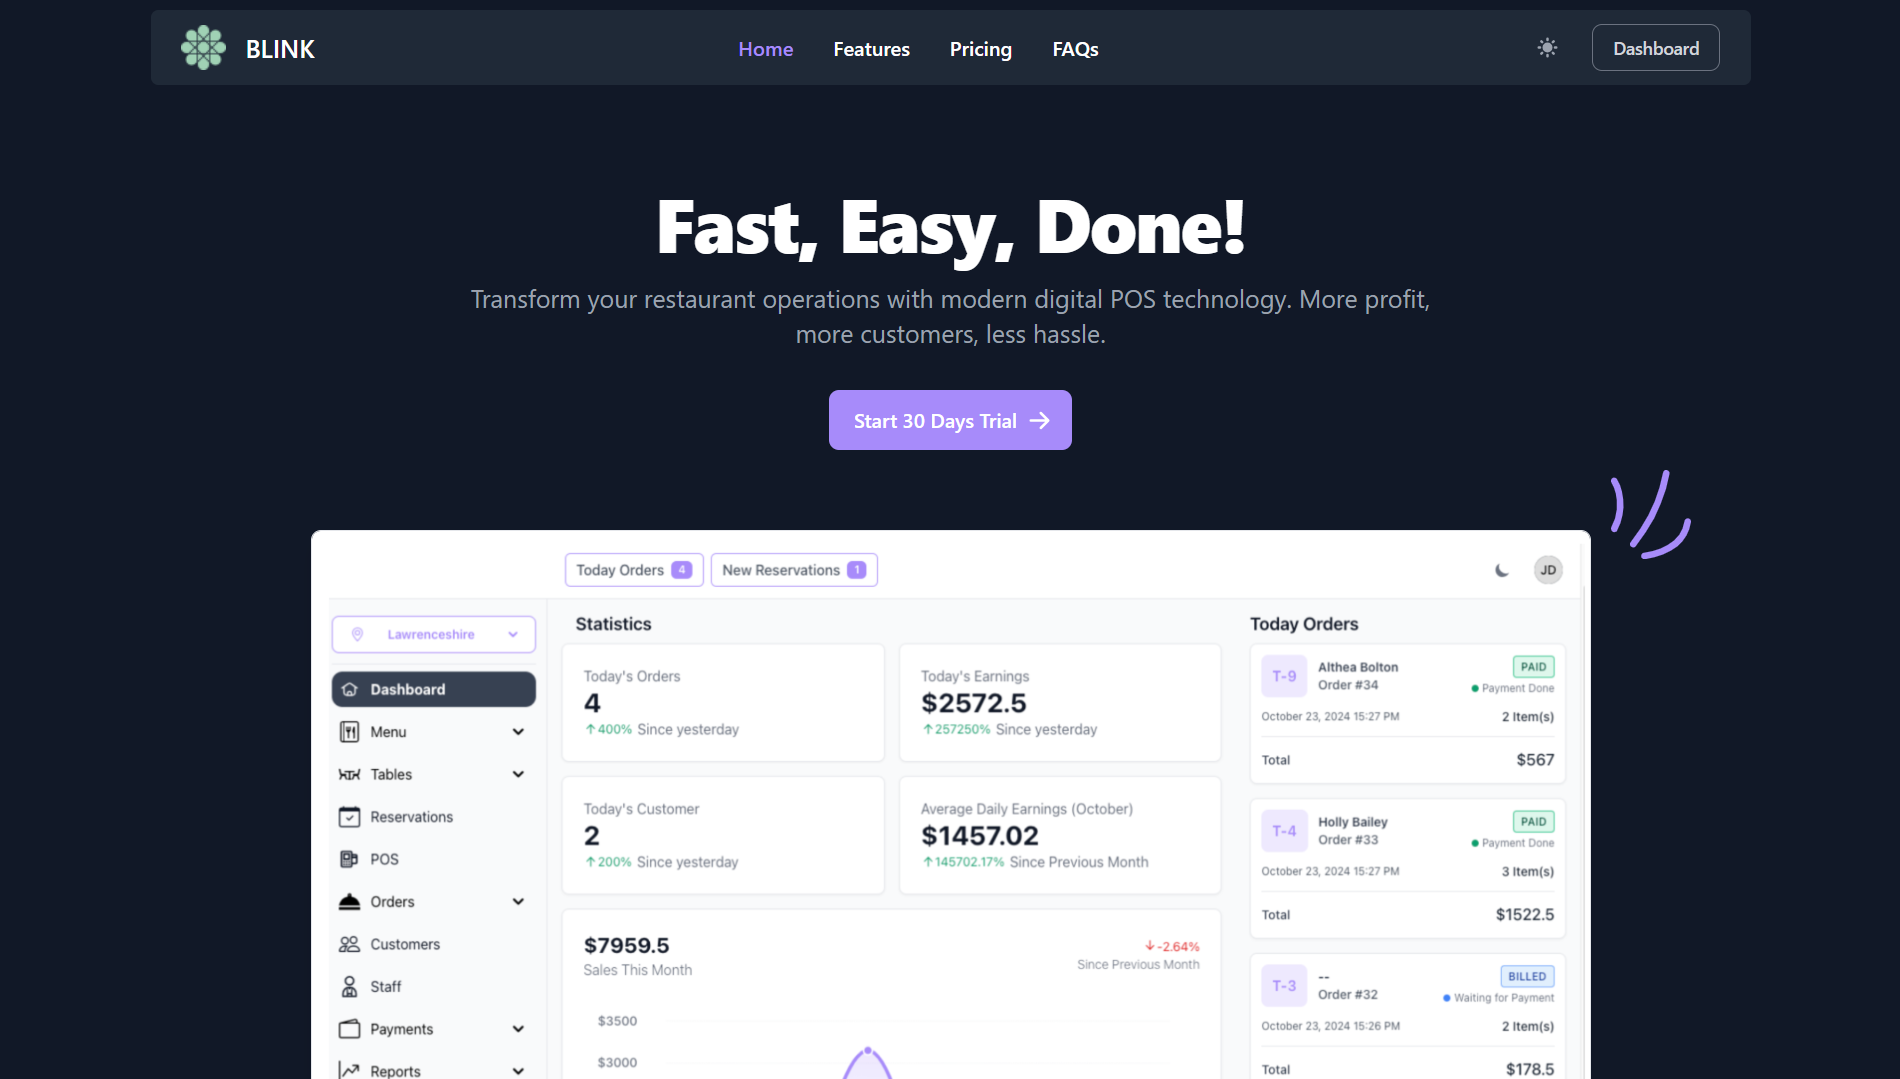 BLINK
Home
Features
Pricing
FAQs
Dashboard
Fast, Easy, Done!
Transform your restaurant operations with modern digital POS technology. More profit,
more customers, less hassle.
Start 30 Days Trial
Today Orders 4
New Reservations 1
JD
Lawrenceshire
Dashboard
Menu
Tables
Reservations
POS
Orders
Customers
Staff
Payments
Reports
Statistics
Today's Orders
4
400% Since yesterday
Today's Earnings
$2572.5
257250% Since yesterday
Today's Customer
2
200% Since yesterday
Average Daily Earnings (October)
$1457.02
145702.17% Since Previous Month
$7959.5
Sales This Month
-2.64%
Since Previous Month
$3500
$3000
Today Orders
T-9
Althea Bolton
Order #34
PAID
Payment Done
October 23, 2024 15:27 PM
2 Item(s)
Total
$567
T-4
Holly Bailey
Order #33
PAID
Payment Done
October 23, 2024 15:27 PM
3 Item(s)
Total
$1522.5
T-3
--
Order #32
BILLED
Waiting for Payment
October 23, 2024 15:26 PM
2 Item(s)
Total
$178.5